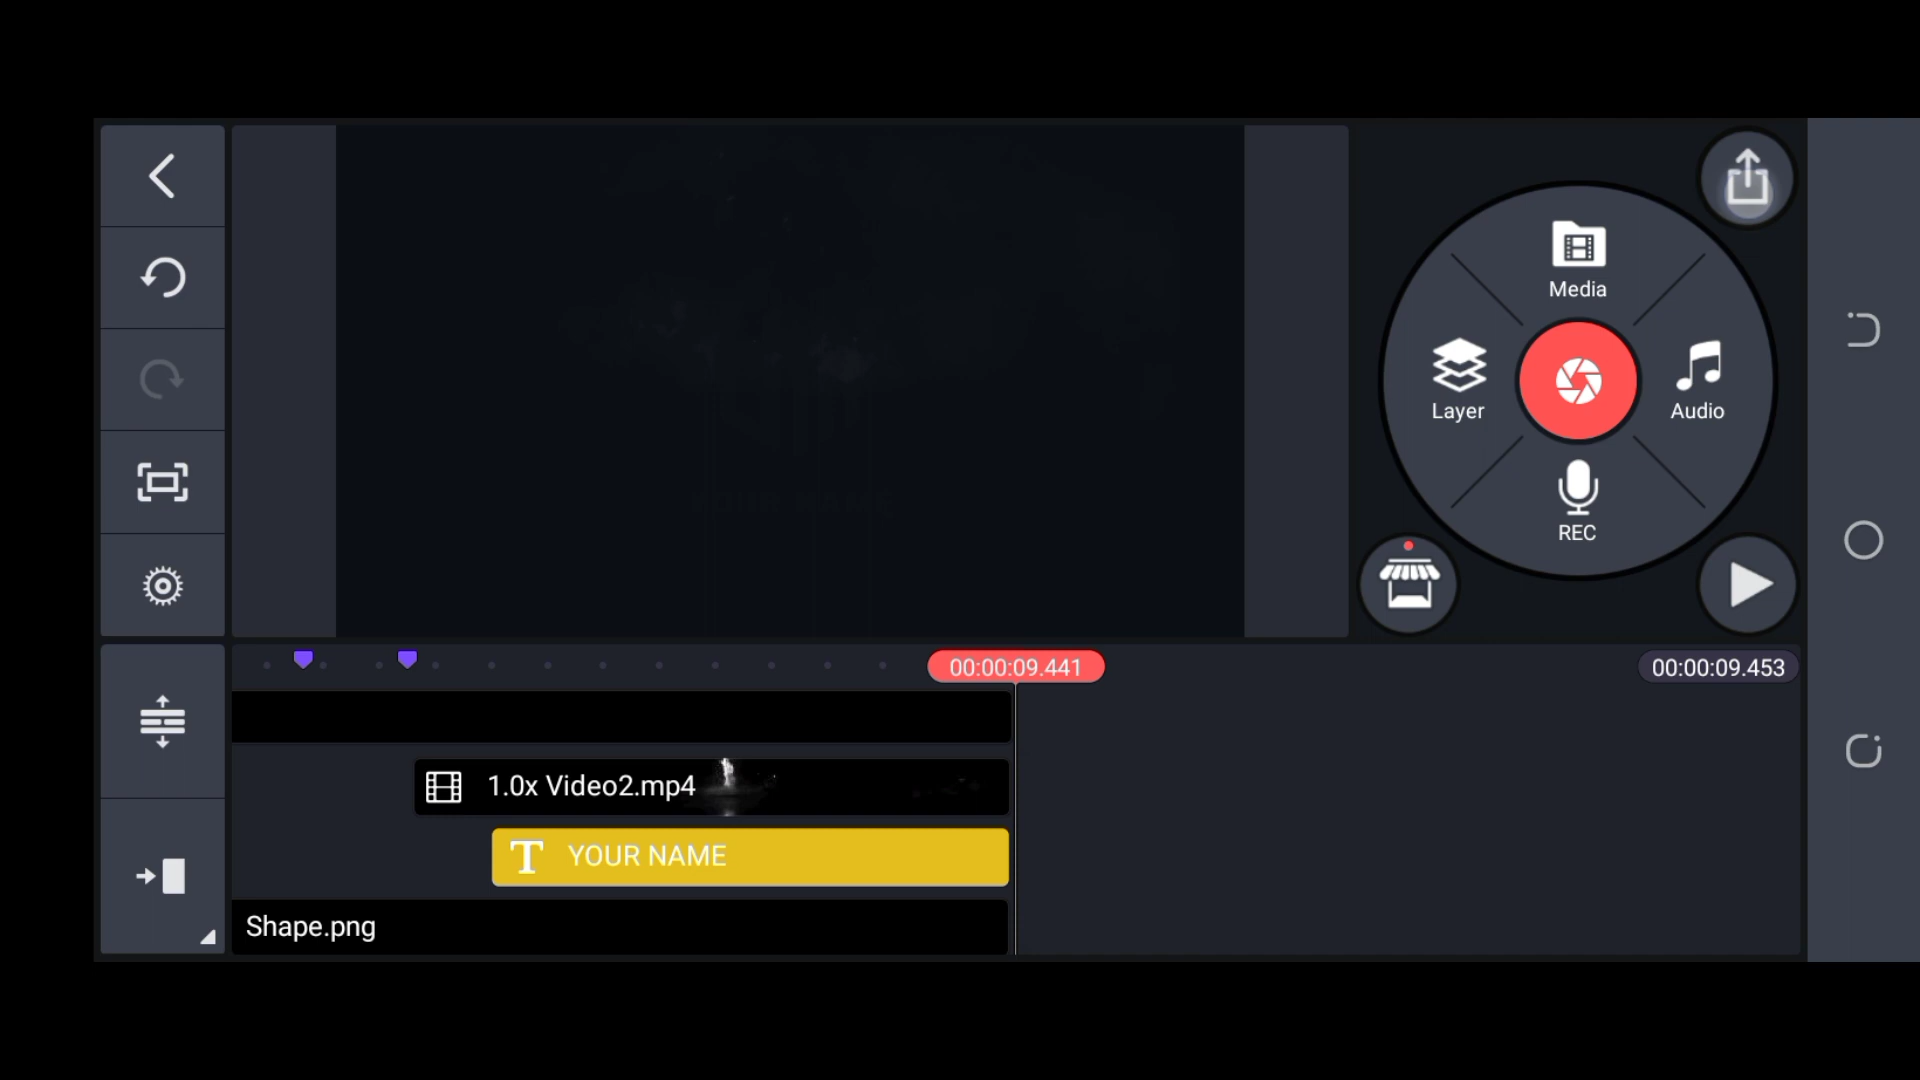 Media
Layer
Audio
REC
00:00:09.441
00:00:09.453
1.0x Video2.mp4
T YOUR NAME
Shape.png